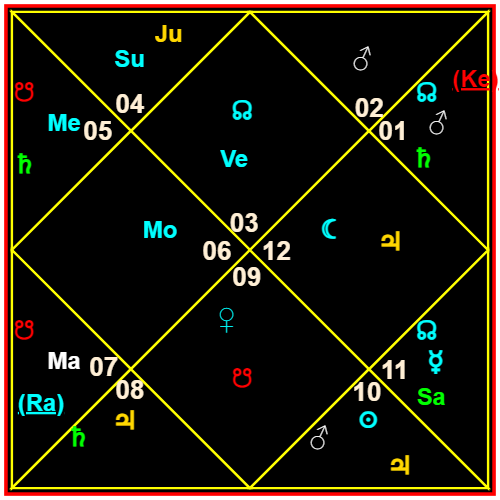 Ju
Su ♂
☋ ☊ (Ke)
04 ☊ 02
Me 05 01 ♂
♄ Ve ♄
Mo 03 ☾ ♃
06 12
09
♀
☋ ☊
Ma 07 11 ☿
08 ☋ 10 Sa
(Ra) ♃ ☉
♄ ♂
♃